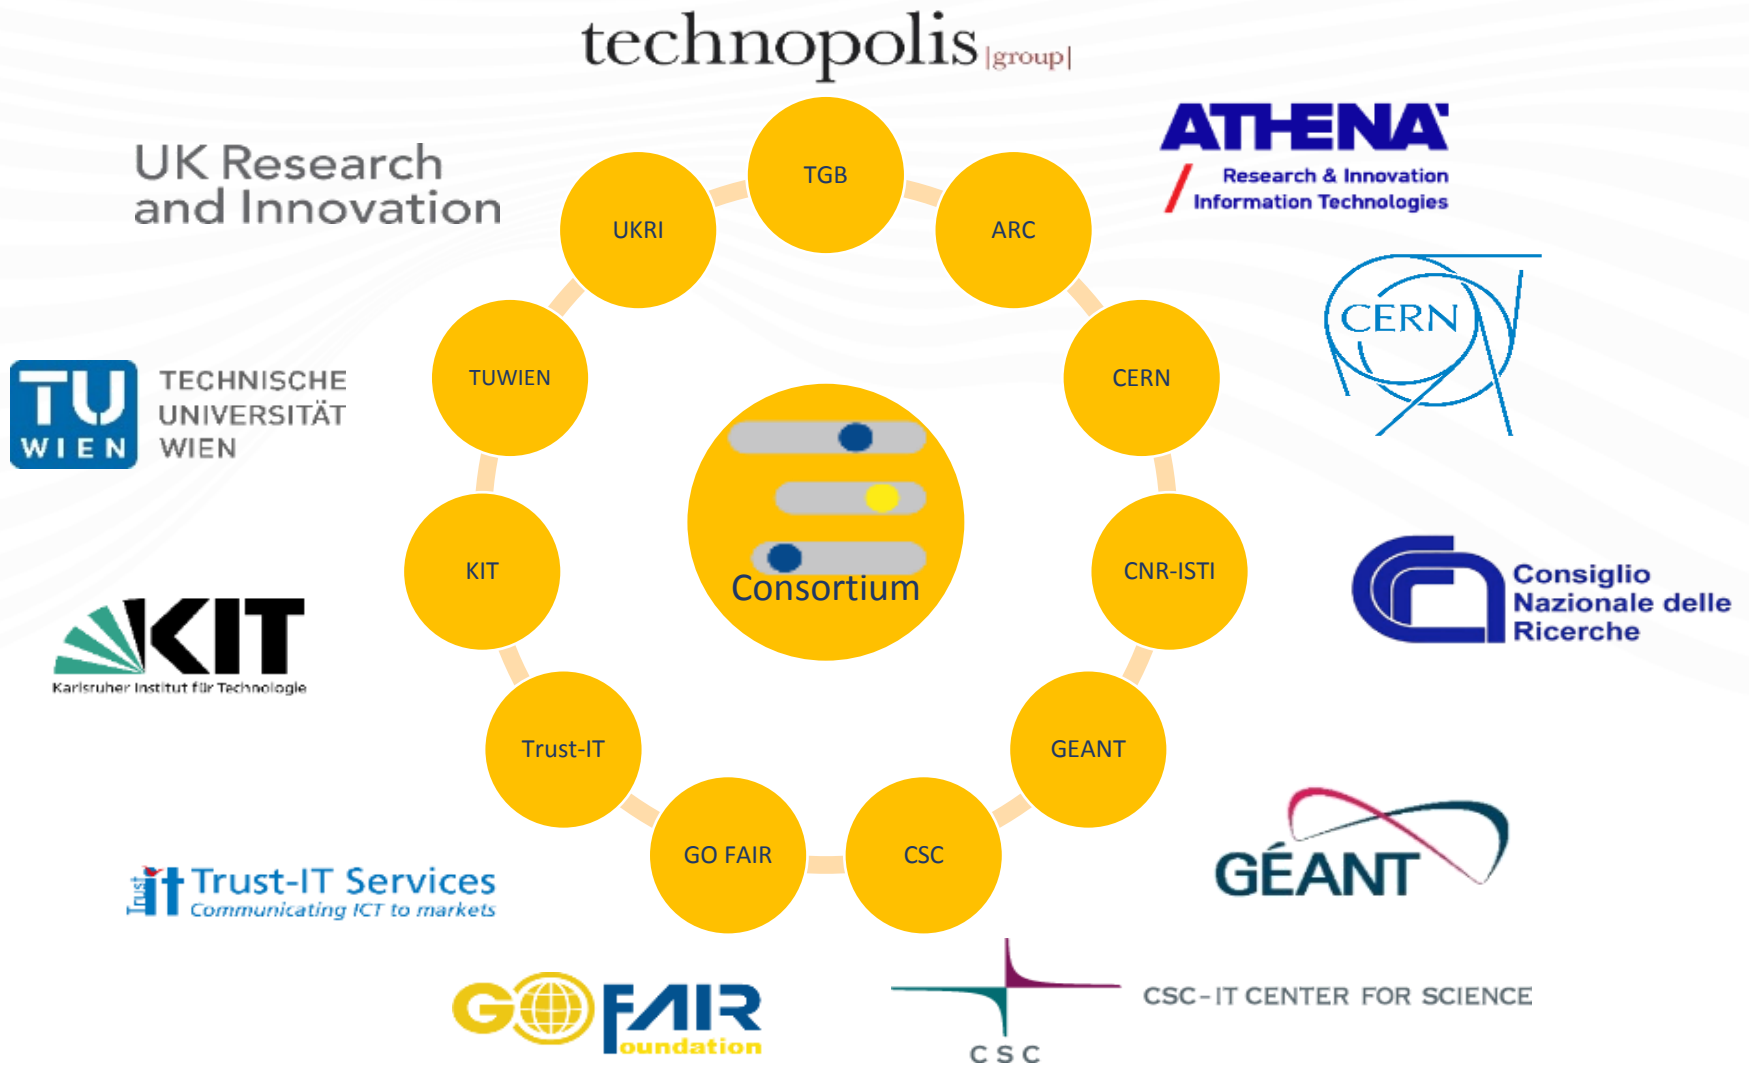 technopolis |group|
UK Research
and Innovation
ATHENA
Research & Innovation
Information Technologies
TGB
UKRI
ARC
CERN
TU
WIEN
TECHNISCHE
UNIVERSITÄT
WIEN
TUWIEN
CERN
KIT
Consortium
CNR-ISTI
Consiglio
Nazionale delle
Ricerche
KIT
Karlsruher Institut für Technologie
Trust-IT
GEANT
GÉANT
GO FAIR
CSC
Trust
it
Trust-IT Services
Communicating ICT to markets
GO FAIR
Foundation
CSC-IT CENTER FOR SCIENCE
CSC